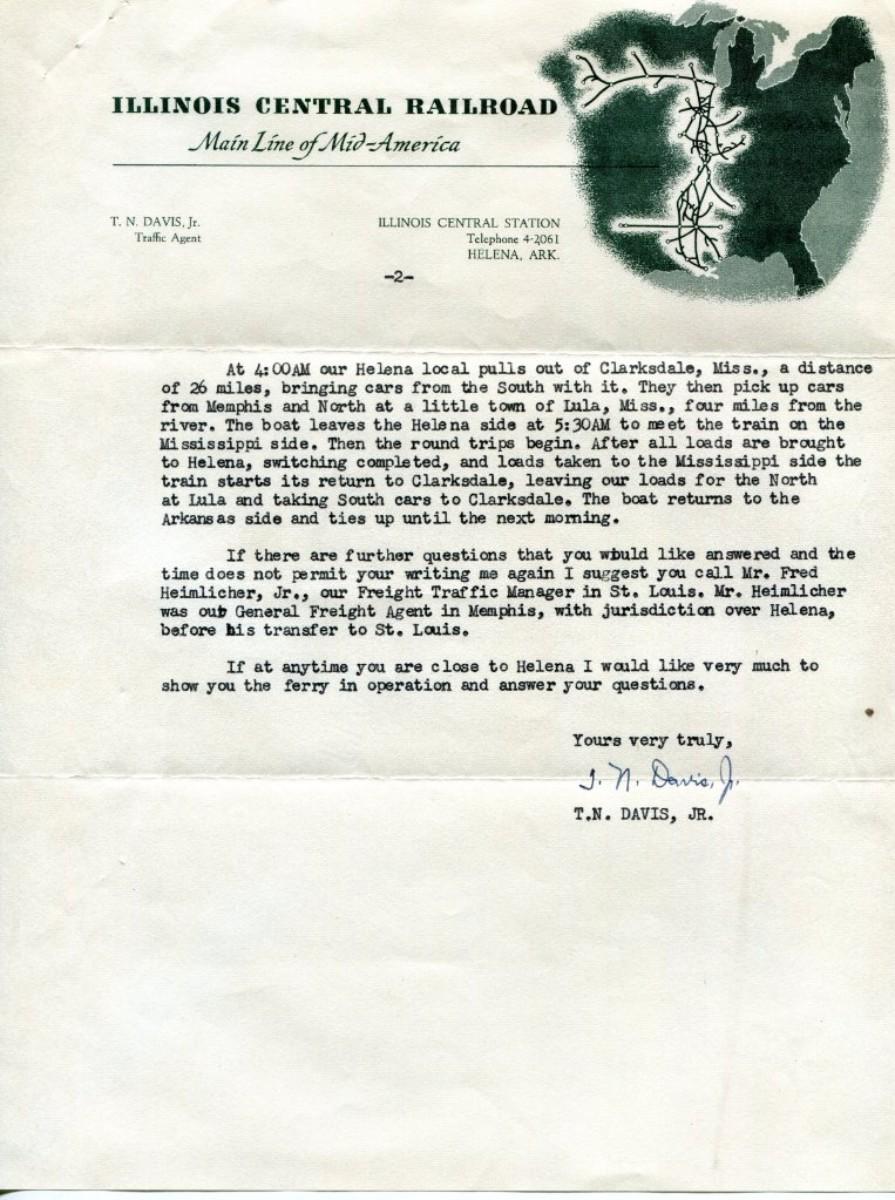 ILLINOIS CENTRAL RAILROAD
Main Line of Mid-America
T. N. DAVIS, Jr.
Traffic Agent
ILLINOIS CENTRAL STATION
Telephone 4-2061
HELENA, ARK.
-2-
At 4:00AM our Helena local pulls out of Clarksdale, Miss., a distance
of 26 miles, bringing cars from the South with it. They then pick up cars
from Memphis and North at a little town of Lula, Miss., four miles from the
river. The boat leaves the Helena side at 5:30AM to meet the train on the
Mississippi side. Then the round trips begin. After all loads are brought
to Helena, switching completed, and loads taken to the Mississippi side the
train starts its return to Clarksdale, leaving our loads for the North
at Lula and taking South cars to Clarksdale. The boat returns to the
Arkansas side and ties up until the next morning.
If there are further questions that you would like answered and the
time does not permit your writing me again I suggest you call Mr. Fred
Heimlicher, Jr., our Freight Traffic Manager in St. Louis. Mr. Heimlicher
was our General Freight Agent in Memphis, with jurisdiction over Helena,
before his transfer to St. Louis.
If at anytime you are close to Helena I would like very much to
show you the ferry in operation and answer your questions.
Yours very truly,
T. N. Davis, Jr.
T.N. DAVIS, JR.